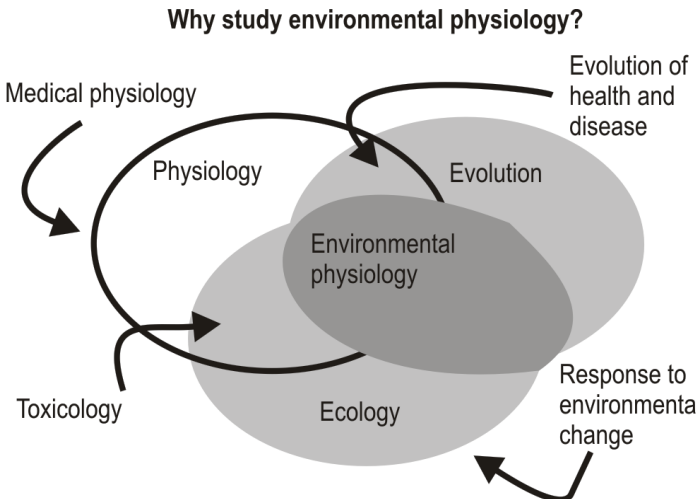 Why study environmental physiology?
Evolution of
health and
disease
Medical physiology
Physiology
Evolution
Environmental
physiology
Toxicology
Ecology
Response to
environmenta
change